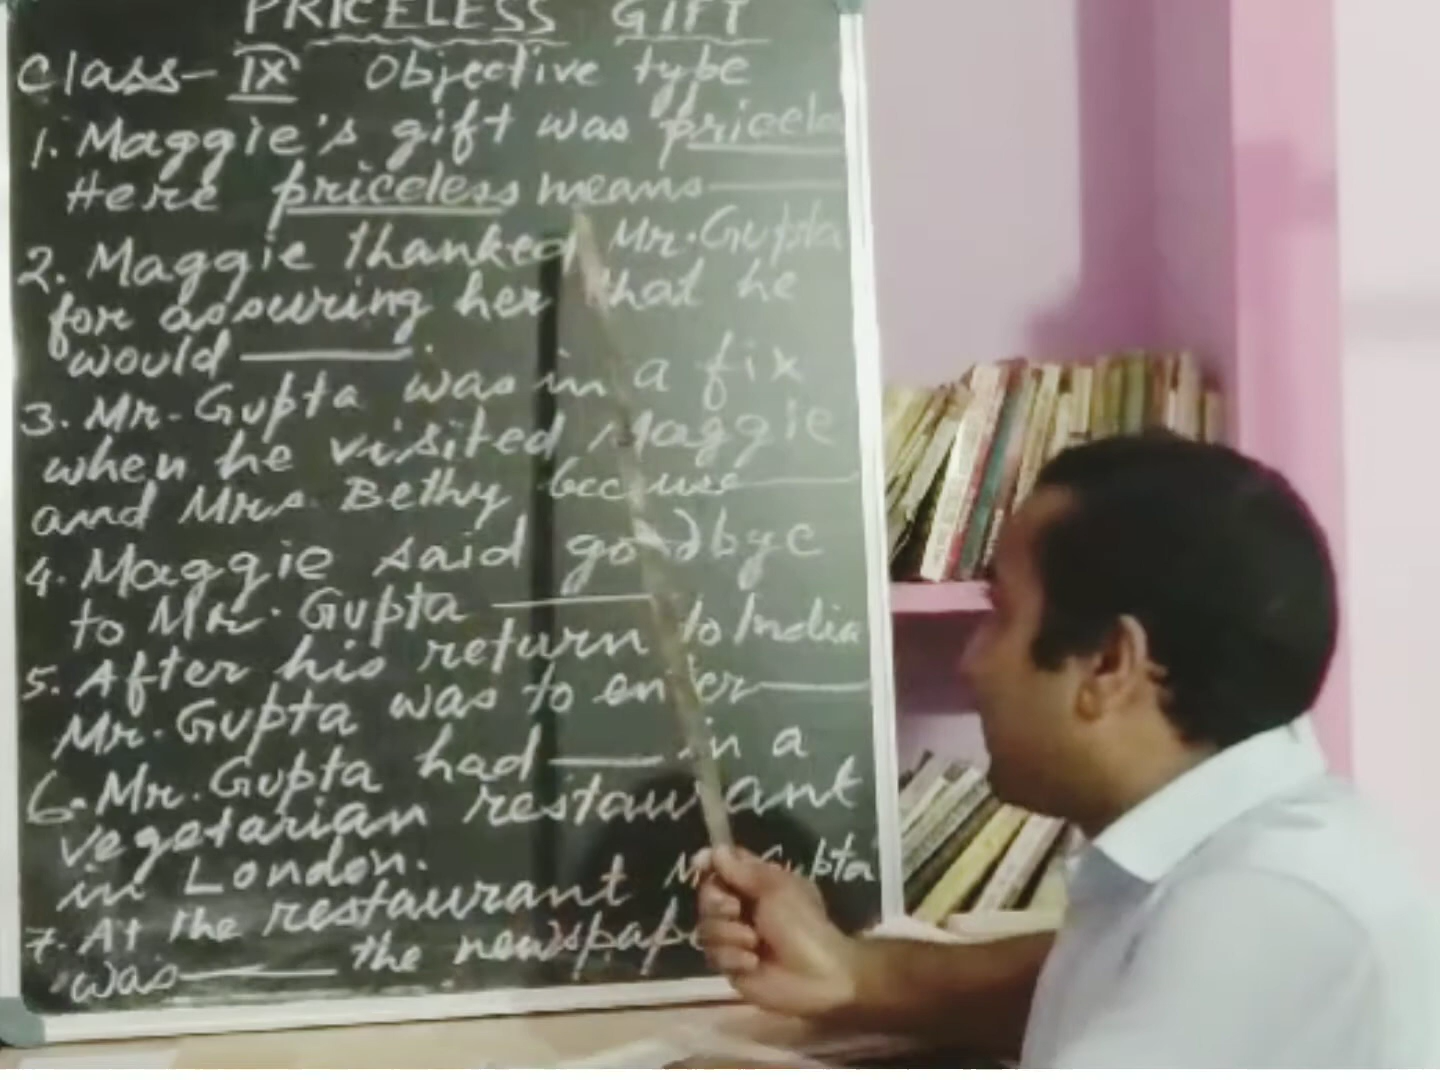 PRICELESS GIFT
Class- IX Objective type
1. Maggie's gift was
Here priceless means
2. Maggie thanked Mr. Gupta
for assuring her that he
would
3. Mr. Gupta was in a fix
when he visited Maggie
and Mrs. Bethy because
4. Maggie said goodbye
to Mr. Gupta
5. After his return to India
Mr. Gupta was to enter
6. Mr. Gupta had in a
vegetarian restaurant
in London.
7. At the restaurant Mr. Gupta
was the